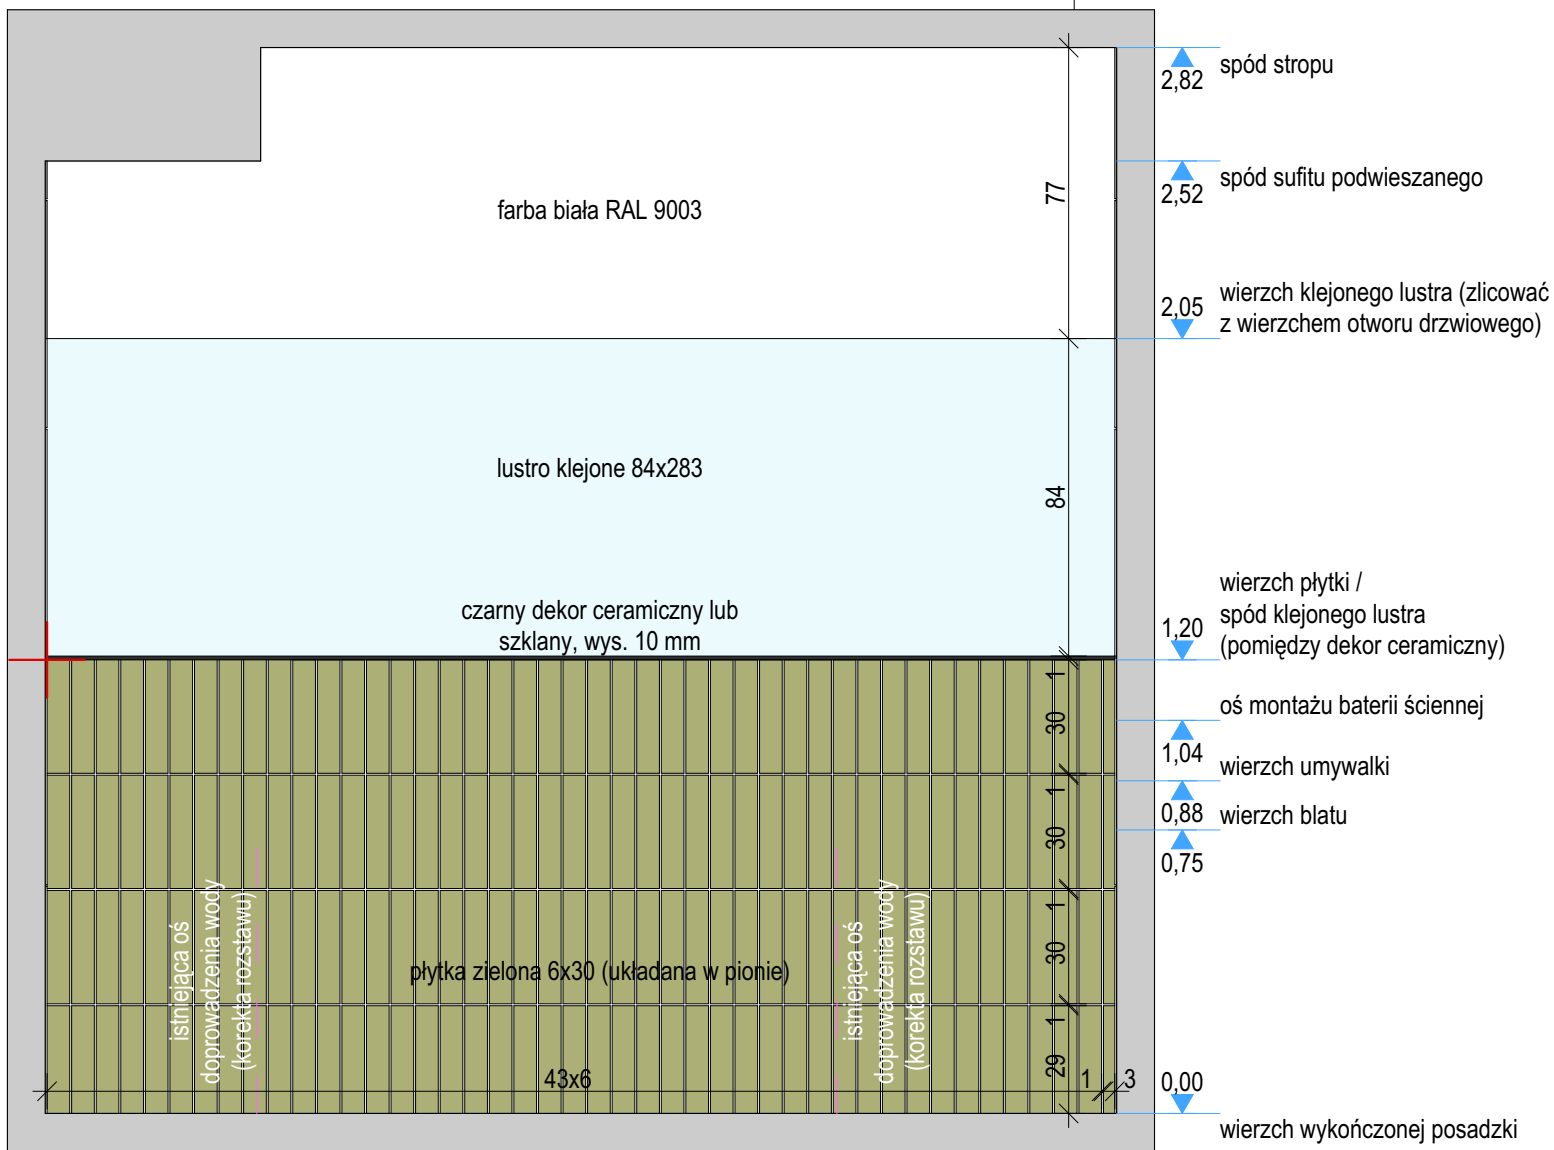 2,82
spód stropu
2,52
spód sufitu podwieszanego
77
farba biała RAL 9003
2,05
wierzch klejonego lustra (zlicować
z wierzchem otworu drzwiowego)
lustro klejone 84x283
84
czarny dekor ceramiczny lub
szklany, wys. 10 mm
1,20
wierzch płytki /
spód klejonego lustra
(pomiędzy dekor ceramiczny)
1
30
oś montażu baterii ściennej
1,04
wierzch umywalki
1
0,88
wierzch blatu
30
0,75
istniejąca oś
doprowadzenia wody
(korekta rozstawu)
płytka zielona 6x30 (układana w pionie)
istniejąca oś
doprowadzenia wody
(korekta rozstawu)
1
30
1
29
43x6
1
3
0,00
wierzch wykończonej posadzki